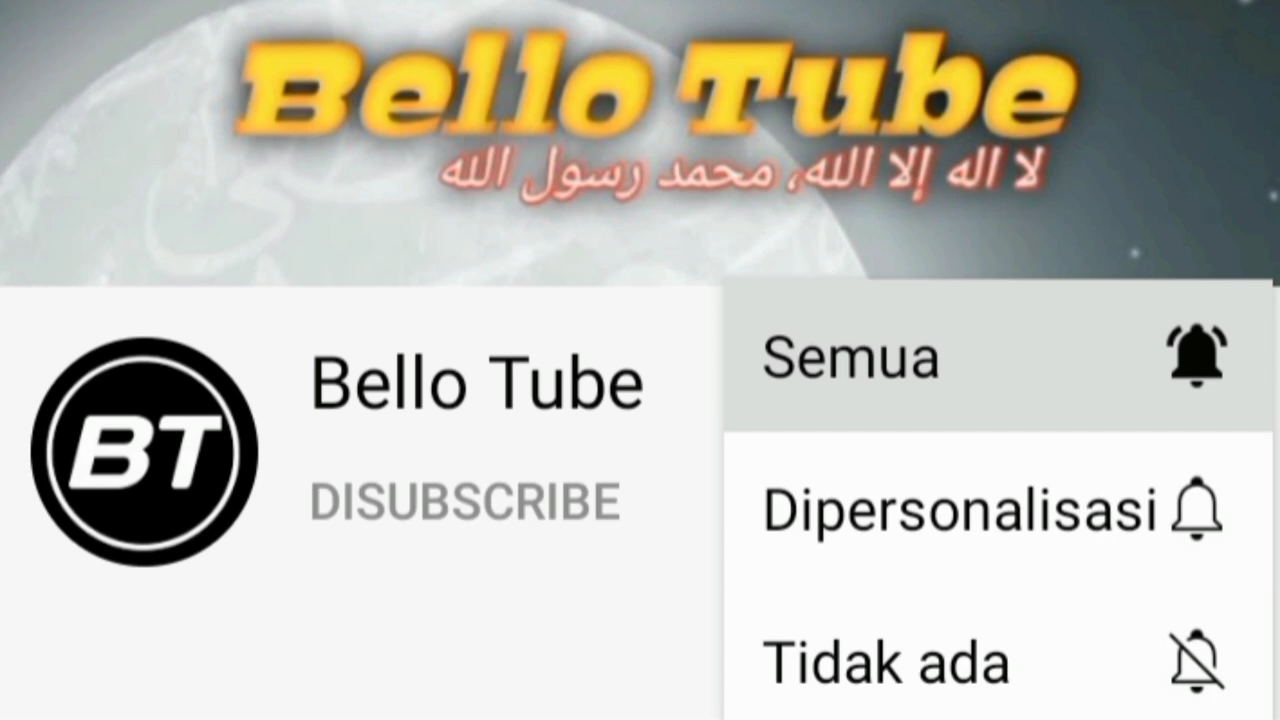 Bello Tube
لا اله إلا الله، محمد رسول الله
Bello Tube
BT
DISUBSCRIBE
Semua
Dipersonalisasi
Tidak ada